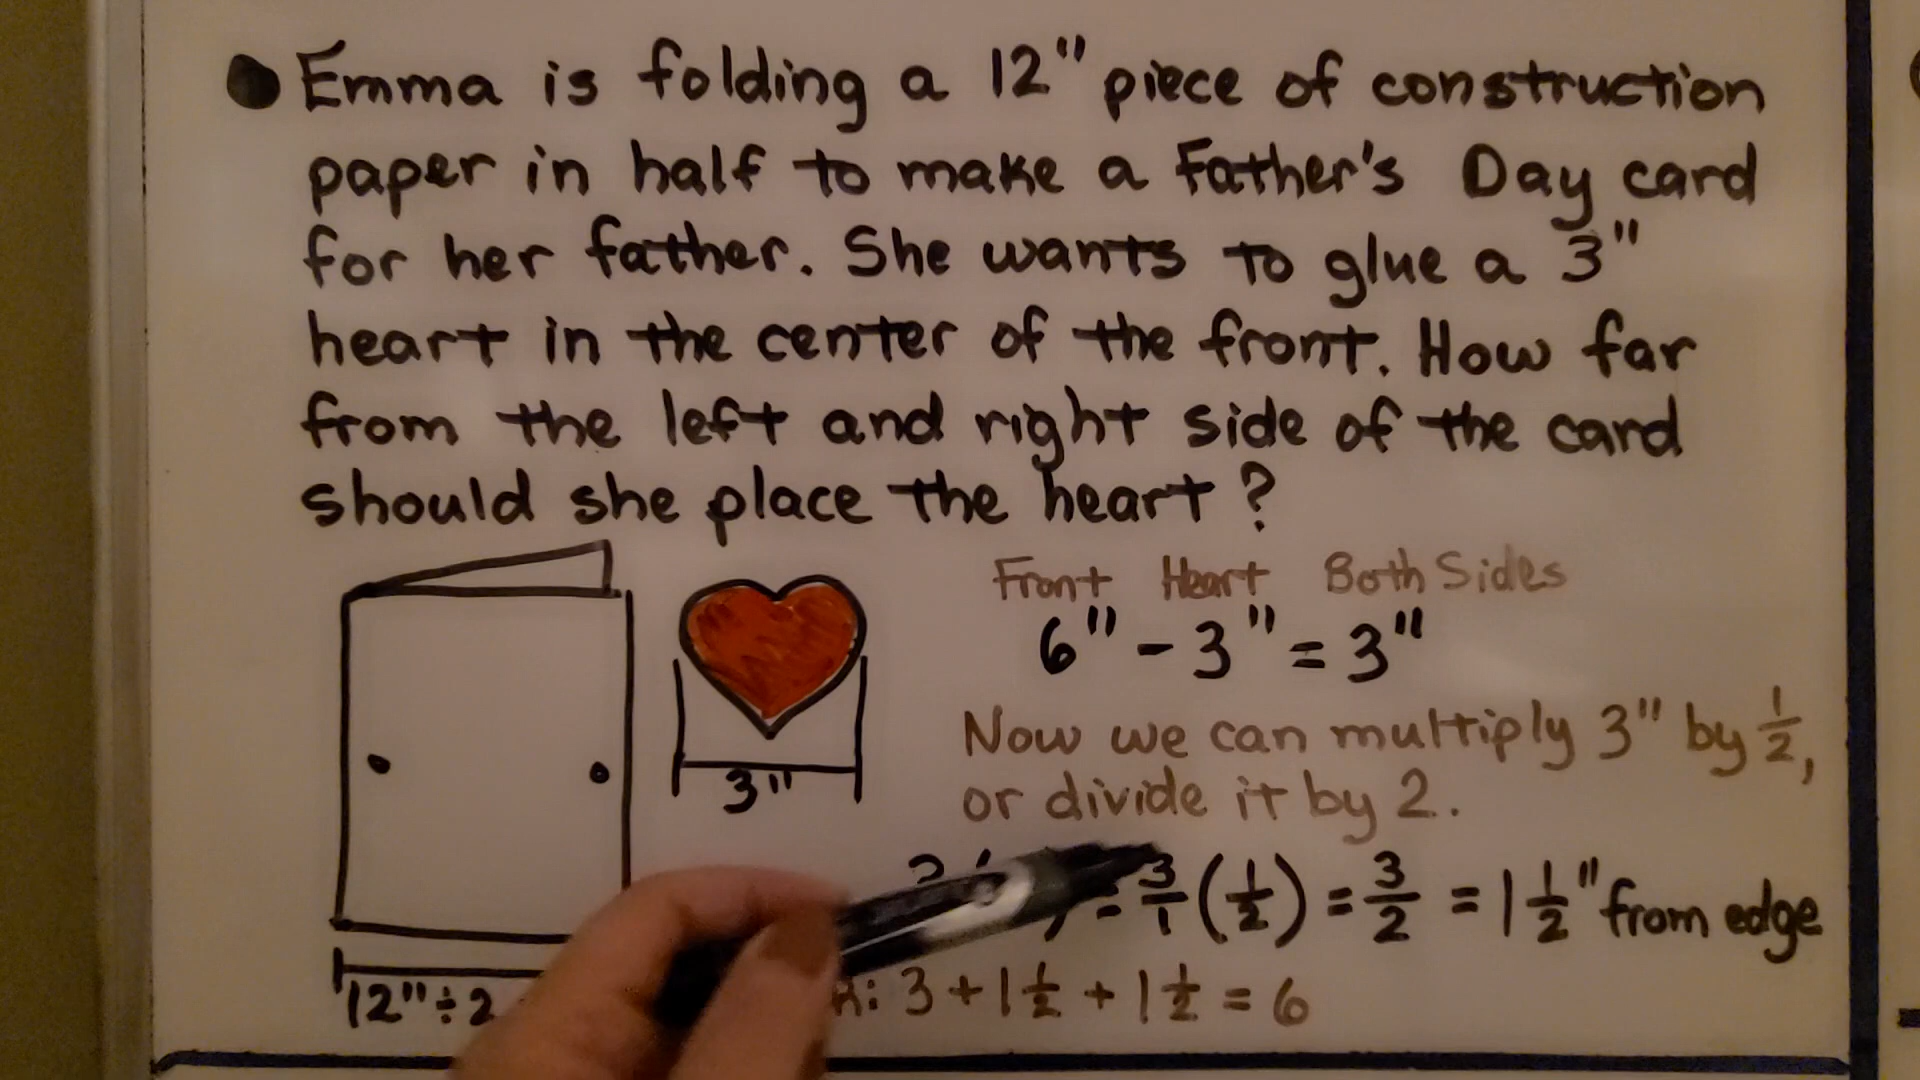 Emma is folding a 12" piece of construction
paper in half to make a Father's Day card
for her father. She wants to glue a 3"
heart in the center of the front. How far
from the left and right side of the card
should she place the heart?
Front Heart Both Sides
6" - 3" = 3"
Now we can multiply 3" by 1/2,
or divide it by 2.
3"
= 3/1 (1/2) = 3/2 = 1 1/2" from edge
12" ÷ 2
: 3 + 1 1/2 + 1 1/2 = 6